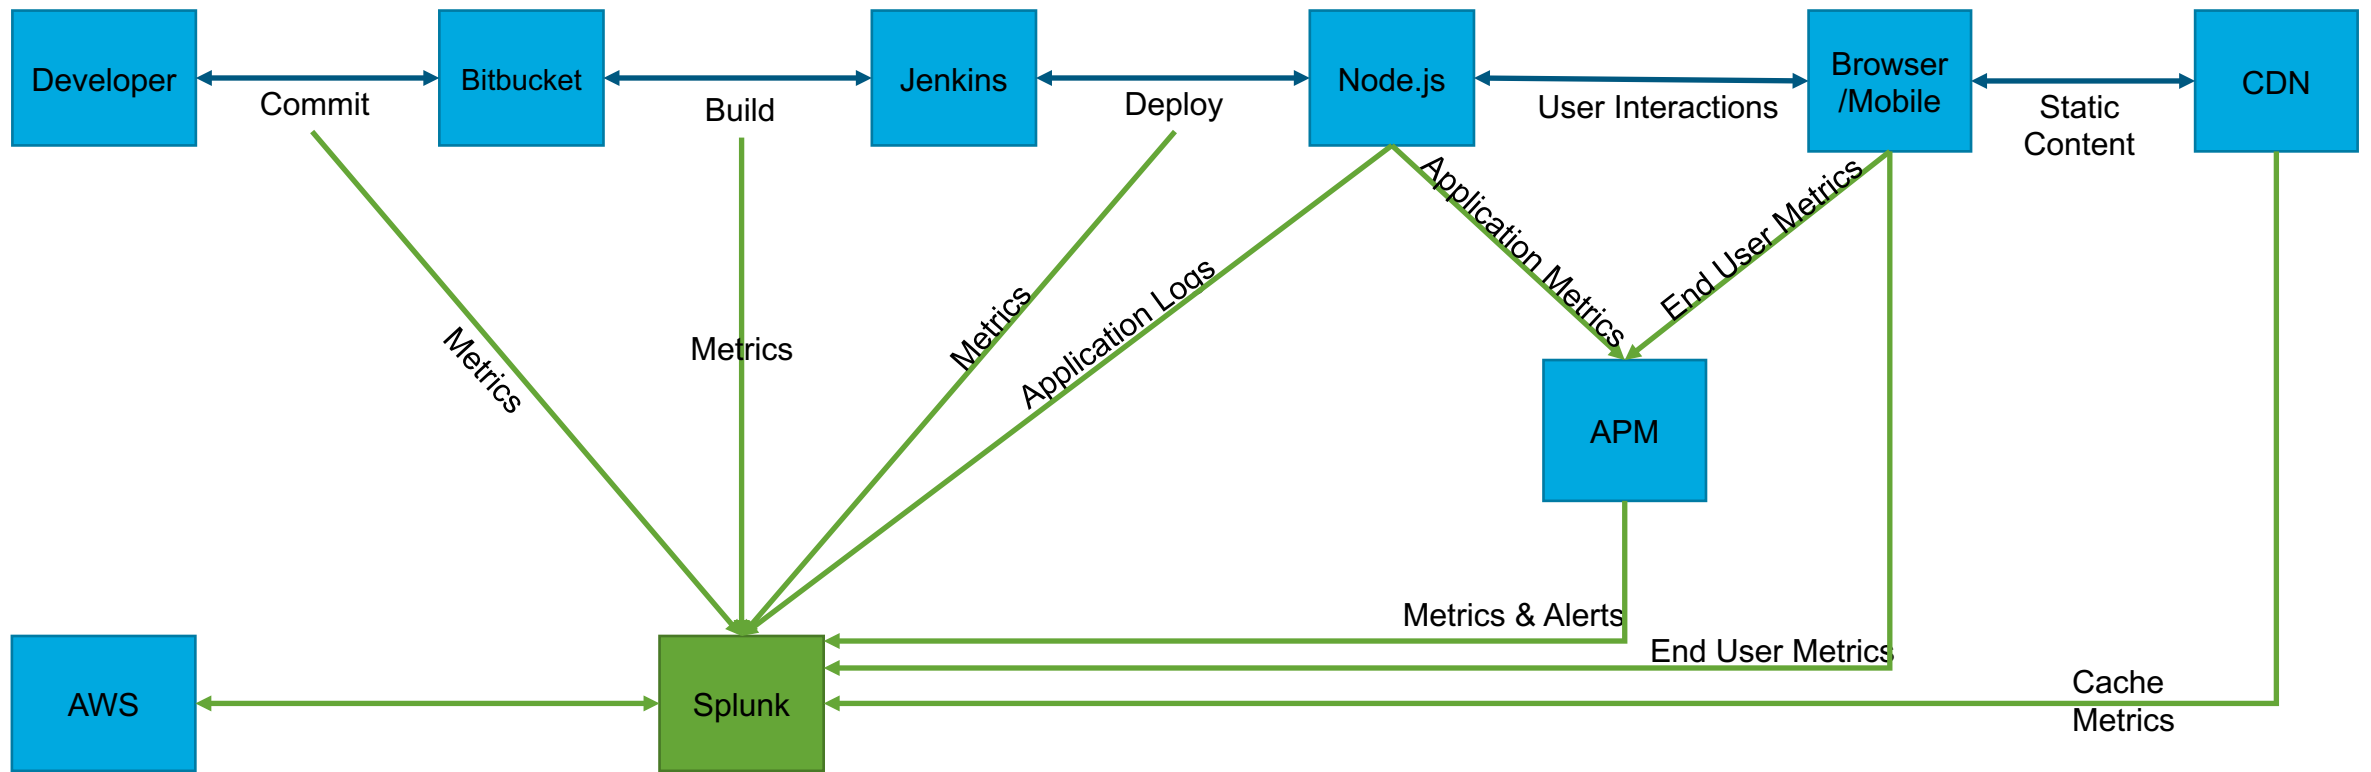 Developer
Commit
Bitbucket
Build
Jenkins
Deploy
Node.js
User Interactions
Browser
/Mobile
Static
Content
CDN
Metrics
Metrics
Metrics
Application Logs
Application Metrics
End User Metrics
APM
Metrics & Alerts
End User Metrics
Cache
Metrics
AWS
Splunk